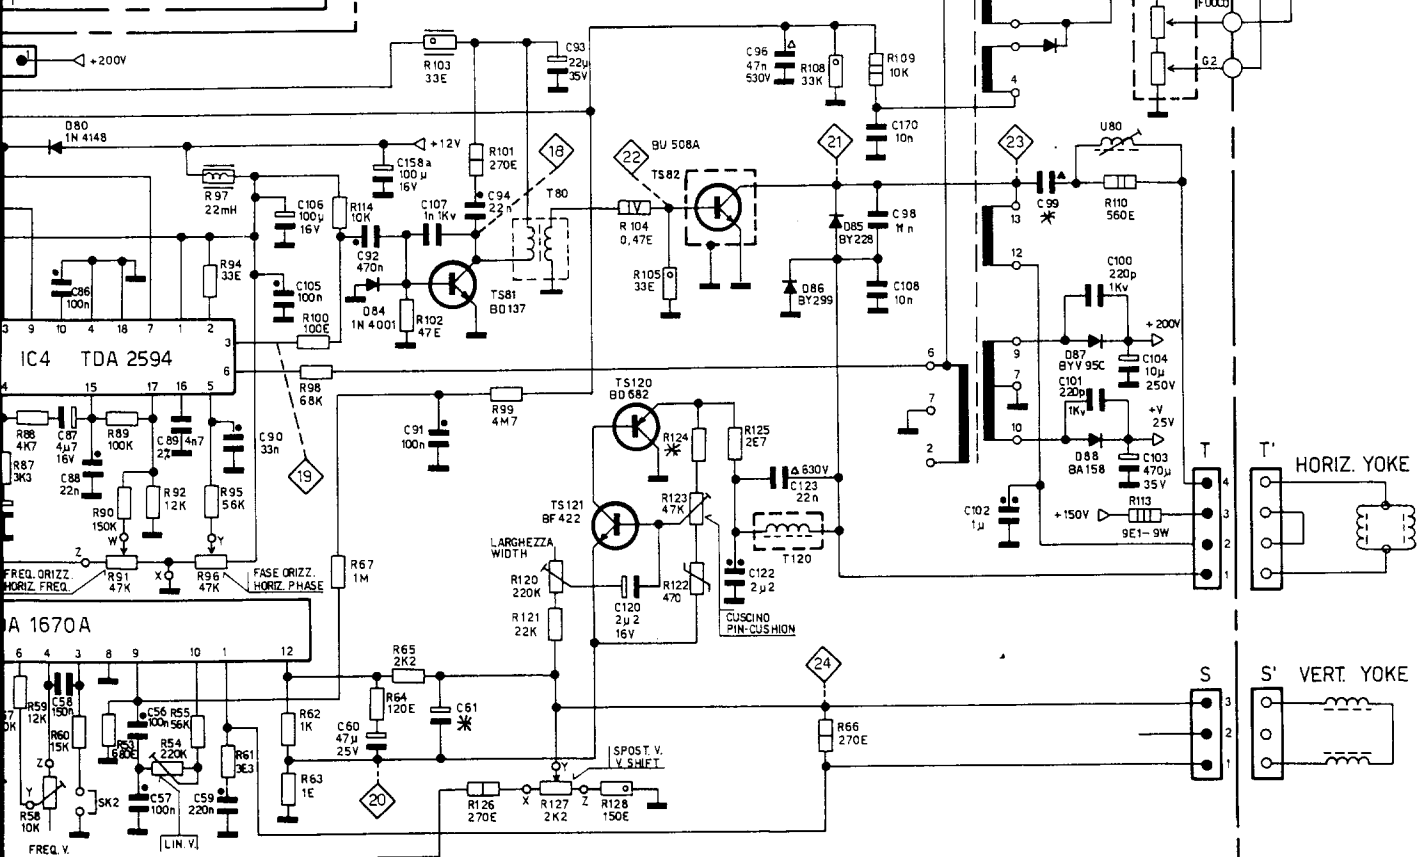 FUOCO
G2
1
+200V
R103
33E
C93
22µ
35V
C96
47n
630V
R108
33K
R109
10K
4
D80
1N 4148
+12V
C158a
100µ
16V
R101
270E
18
22
BU 508A
TS82
21
C170
10n
23
U80
R97
22mH
C106
100µ
16V
R114
10K
C107
1n 1Kv
C94
22n
T80
R104
0,47E
D85
BY228
C98
11n
C99
R110
560E
13
12
R94
33E
C92
470n
C86
100n
C105
100n
D84
1N 4001
R102
47E
TS81
BD137
R105
33E
D86
BY299
C108
10n
C100
220p
1Kv
R100
100E
3 9 10 4 18 7 1 2
3
6
IC4 TDA 2594
4 15 17 16 5
R98
68K
6
7
2
9
7
10
+200V
D87
BYV 95C
C104
10µ
250V
C101
220p
1Kv
+V
25V
D88
BA158
C103
470µ
35V
R88
4K7
C87
4µ7
16V
R89
100K
C89
4n7
2%
C90
33n
R87
3K3
C88
22n
R90
150K
R92
12K
R95
56K
19
C91
100n
R99
4M7
TS120
BD682
R124
R125
2E7
630V
C123
22n
TS121
BF422
R123
47K
T120
C102
1µ
+150V
R113
9E1-9W
T
T'
4
3
2
1
HORIZ. YOKE
W
Z
Y
X
FREQ. ORIZZ.
HORIZ. FREQ.
R91
47K
R96
47K
FASE ORIZZ.
HORIZ. PHASE
R67
1M
LARGHEZZA
WIDTH
R120
220K
R121
22K
C120
2µ2
16V
R122
470
C122
2µ2
CUSCINO
PIN-CUSHION
DA 1670A
6 4 3 8 9 10 1 12
R59
12K
C58
150n
R60
15K
R53
680E
C56
100n
R55
56K
R54
220K
R61
3E3
R62
1K
R65
2K2
R64
120E
C60
47µ
25V
C61
24
R66
270E
S
S'
3
2
1
VERT. YOKE
Z
Y
R58
10K
SK2
C57
100n
C59
220n
R63
1E
20
SPOST. V.
V. SHIFT
Y
X
Z
R126
270E
R127
2K2
R128
150E
LIN. V.
FREQ. V.